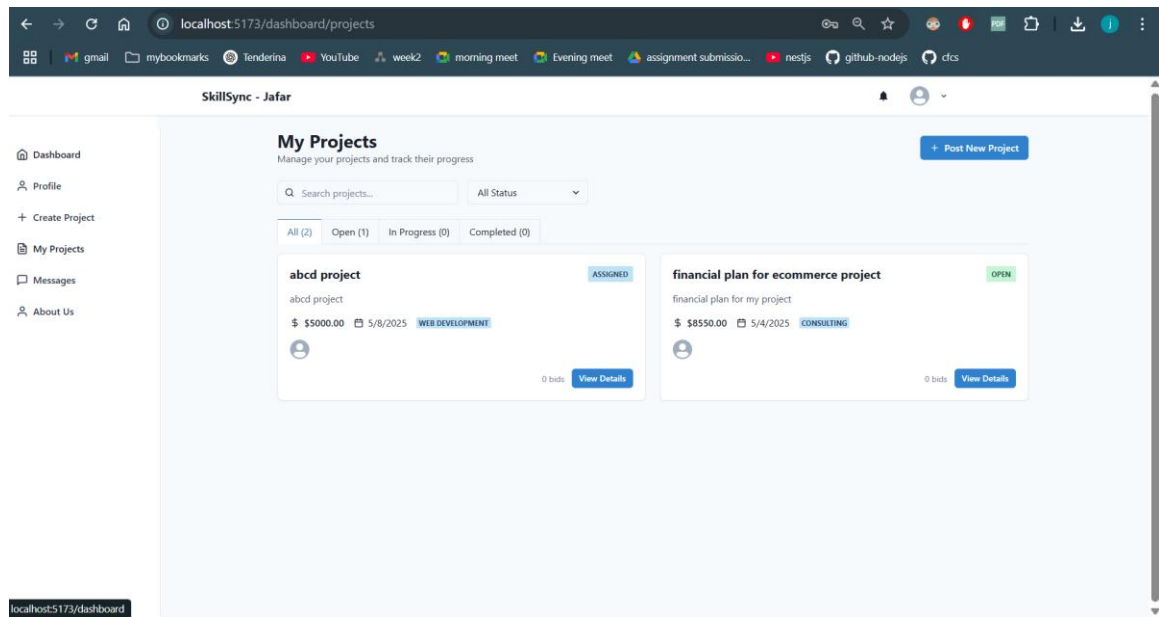 localhost:5173/dashboard/projects
gmail mybookmarks Tenderina YouTube week2 morning meet Evening meet assignment submissio... nestjs github-nodejs cfcs
SkillSync - Jafar
Dashboard
Profile
+ Create Project
My Projects
Messages
About Us
My Projects
Manage your projects and track their progress
+ Post New Project
Search projects... All Status
All (2) Open (1) In Progress (0) Completed (0)
abcd project ASSIGNED
abcd project
$ $5000.00 5/8/2025 WEB DEVELOPMENT
0 bids View Details
financial plan for ecommerce project OPEN
financial plan for my project
$ $8550.00 5/4/2025 CONSULTING
0 bids View Details
localhost:5173/dashboard